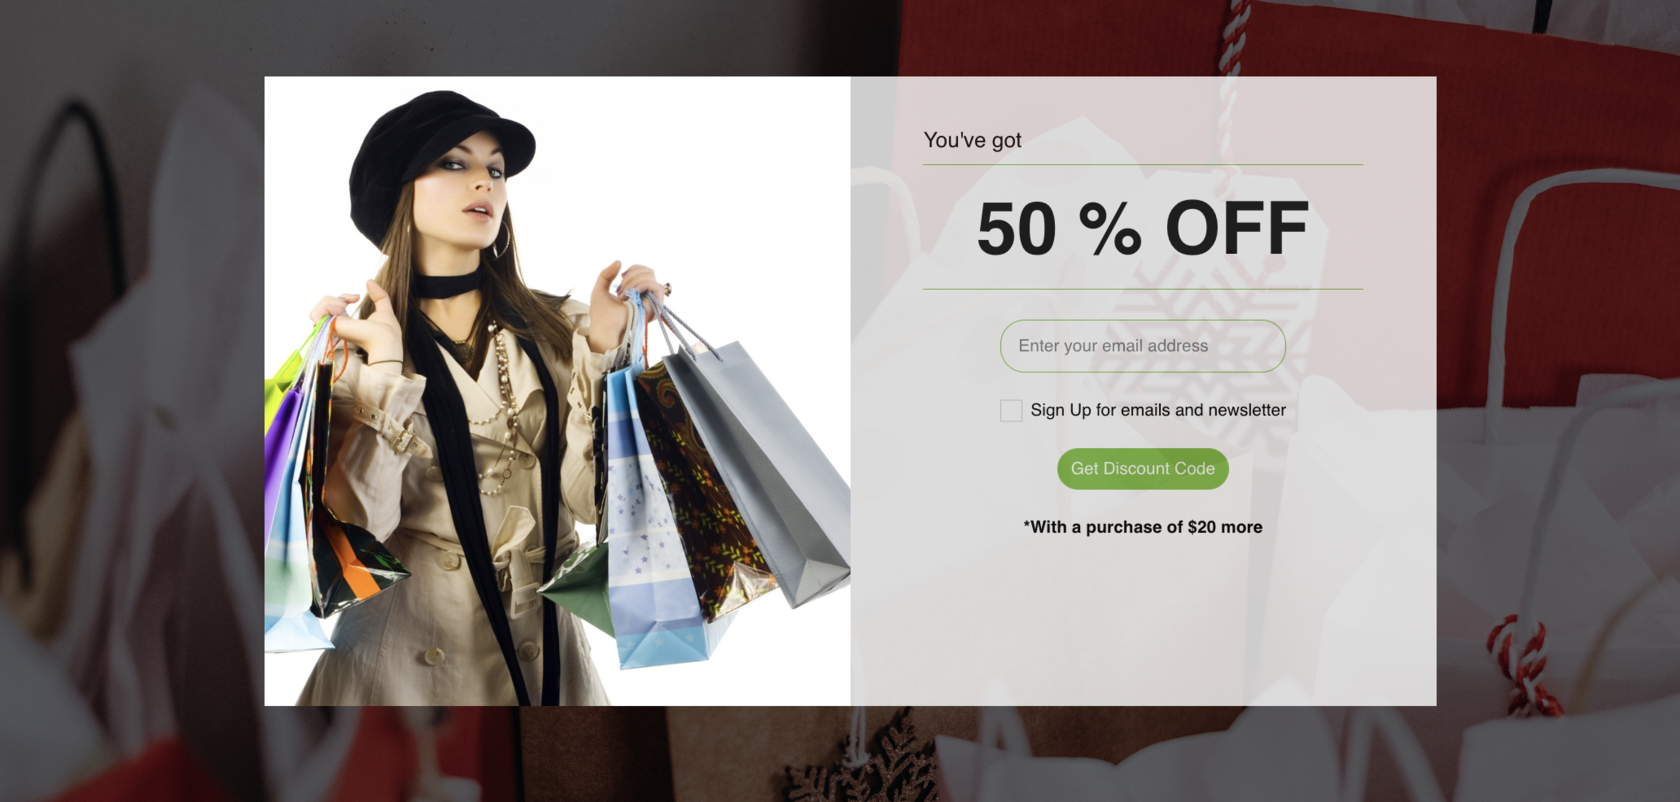 You've got
50 % OFF
Enter your email address
Sign Up for emails and newsletter
Get Discount Code
*With a purchase of $20 more